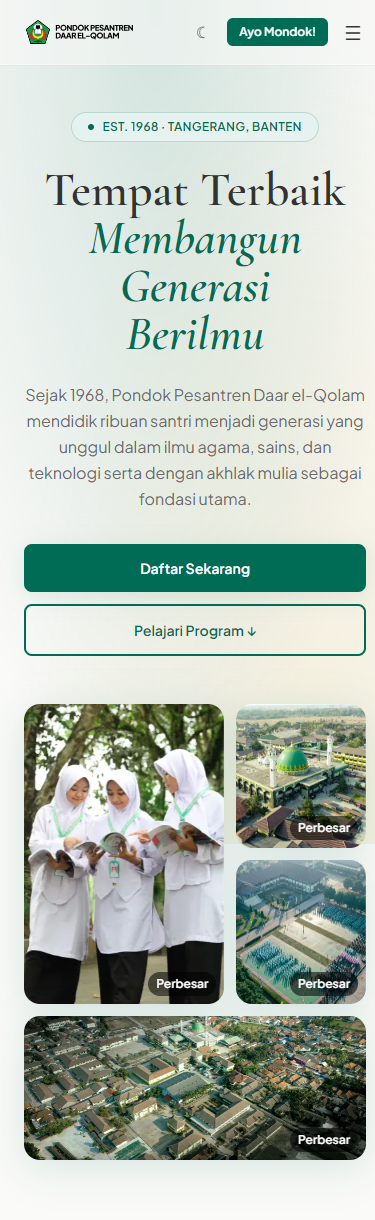 PONDOK PESANTREN
DAAR EL-QOLAM
Ayo Mondok!
EST. 1968 · TANGERANG, BANTEN
Tempat Terbaik
Membangun
Generasi
Berilmu
Sejak 1968, Pondok Pesantren Daar el-Qolam
mendidik ribuan santri menjadi generasi yang
unggul dalam ilmu agama, sains, dan
teknologi serta dengan akhlak mulia sebagai
fondasi utama.
Daftar Sekarang
Pelajari Program ↓
Perbesar
Perbesar
Perbesar
Perbesar